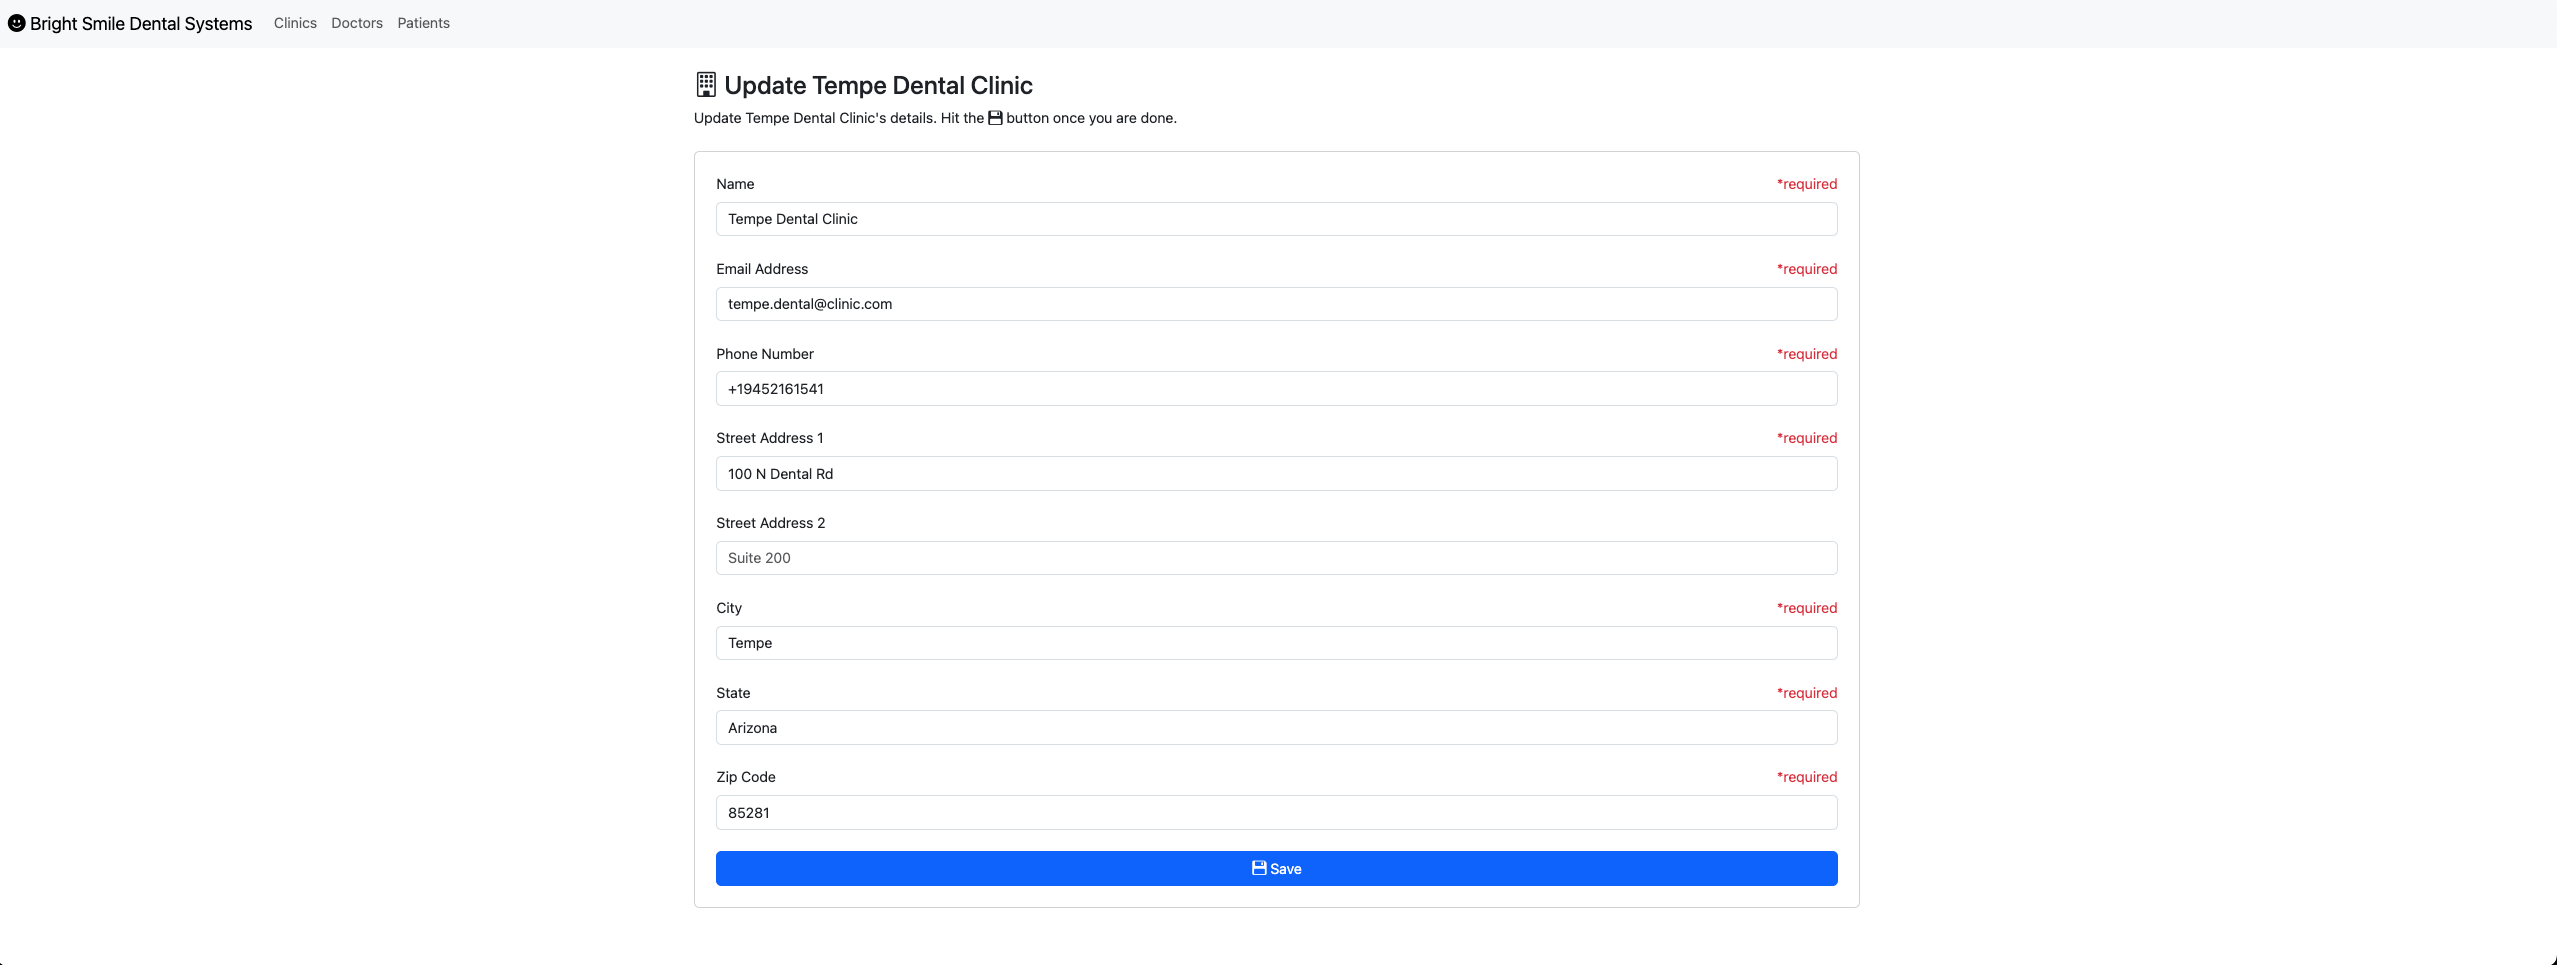 Bright Smile Dental Systems Clinics Doctors Patients
Update Tempe Dental Clinic
Update Tempe Dental Clinic's details. Hit the button once you are done.
Name *required
Tempe Dental Clinic
Email Address *required
tempe.dental@clinic.com
Phone Number *required
+19452161541
Street Address 1 *required
100 N Dental Rd
Street Address 2
Suite 200
City *required
Tempe
State *required
Arizona
Zip Code *required
85281
Save